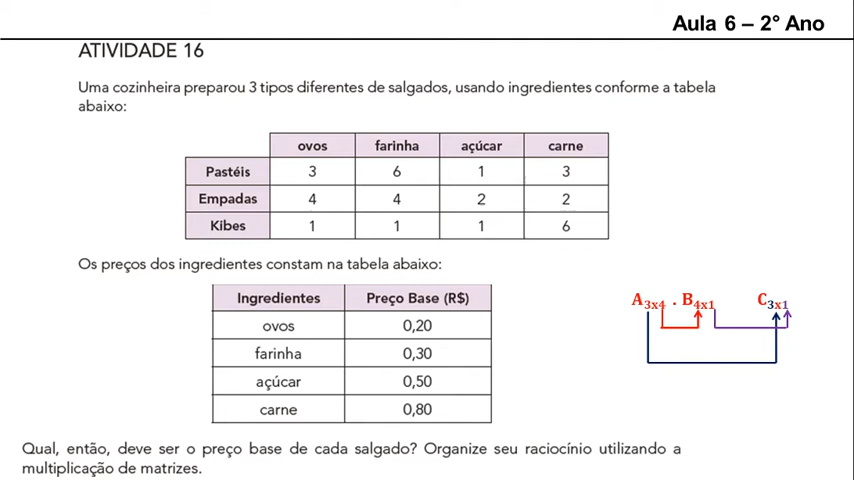 Aula 6 – 2° Ano
ATIVIDADE 16
Uma cozinheira preparou 3 tipos diferentes de salgados, usando ingredientes conforme a tabela
abaixo:
ovos farinha açúcar carne
Pastéis 3 6 1 3
Empadas 4 4 2 2
Kibes 1 1 1 6
Os preços dos ingredientes constam na tabela abaixo:
Ingredientes Preço Base (R$)
ovos 0,20
farinha 0,30
açúcar 0,50
carne 0,80
A3x4 . B4x1 C3x1
Qual, então, deve ser o preço base de cada salgado? Organize seu raciocínio utilizando a
multiplicação de matrizes.